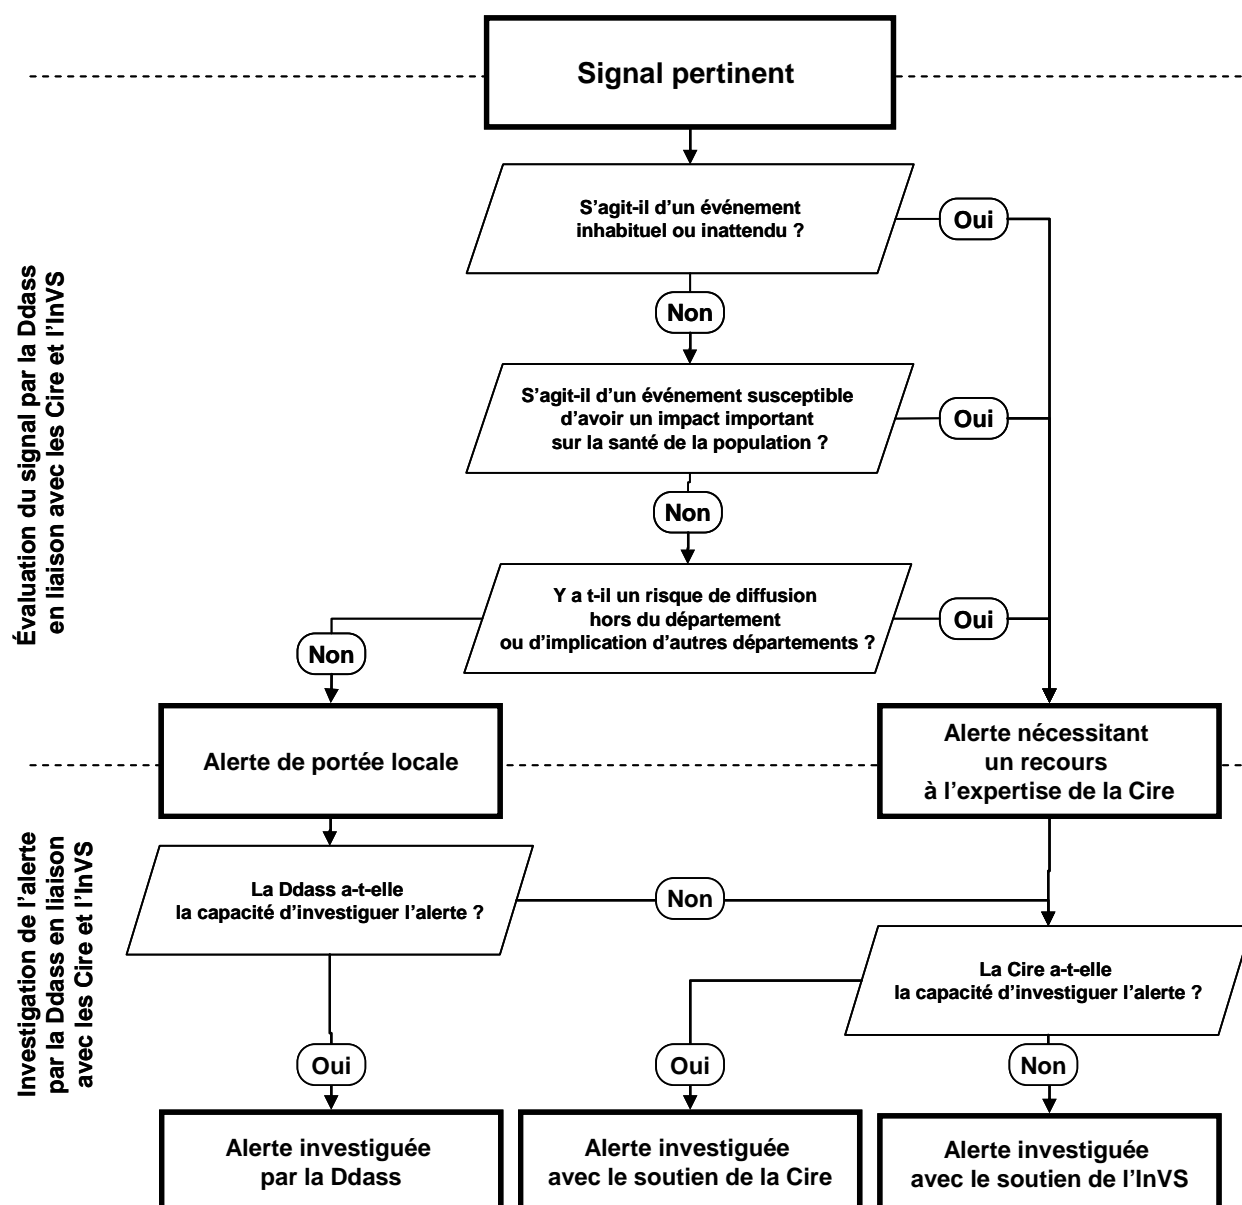 Signal pertinent
S'agit-il d'un événement
inhabituel ou inattendu ?
Oui
Non
S'agit-il d'un événement susceptible
d'avoir un impact important
sur la santé de la population ?
Oui
Non
Y a t-il un risque de diffusion
hors du département
ou d'implication d'autres départements ?
Oui
Non
Évaluation du signal par la Ddass
en liaison avec les Cire et l'InVS
Alerte de portée locale
Alerte nécessitant
un recours
à l'expertise de la Cire
La Ddass a-t-elle
la capacité d'investiguer l'alerte ?
Non
La Cire a-t-elle
la capacité d'investiguer l'alerte ?
Investigation de l'alerte
par la Ddass en liaison
avec les Cire et l'InVS
Oui
Oui
Non
Alerte investiguée
par la Ddass
Alerte investiguée
avec le soutien de la Cire
Alerte investiguée
avec le soutien de l'InVS